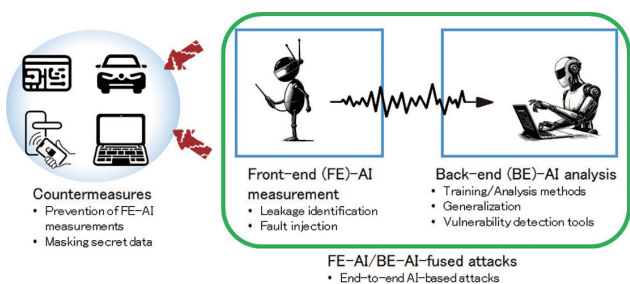 Countermeasures
• Prevention of FE-AI
measurements
• Masking secret data
Front-end (FE)-AI
measurement
• Leakage identification
• Fault injection
Back-end (BE)-AI analysis
• Training/Analysis methods
• Generalization
• Vulnerability detection tools
FE-AI/BE-AI-fused attacks
• End-to-end AI-based attacks